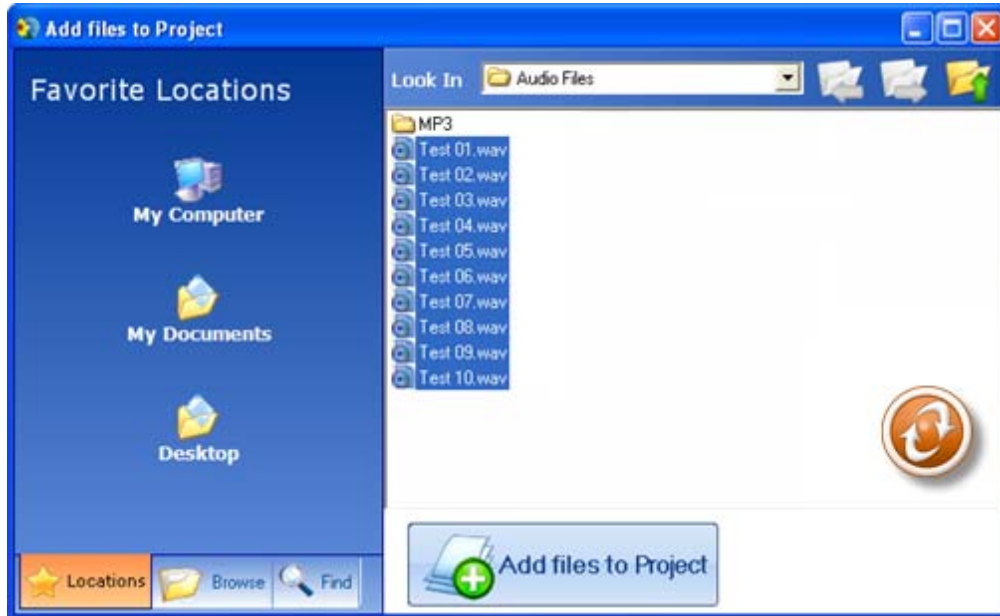 Add files to Project
Favorite Locations
My Computer
My Documents
Desktop
Locations
Browse
Find
Look In
Audio Files
MP3
Test 01.wav
Test 02.wav
Test 03.wav
Test 04.wav
Test 05.wav
Test 06.wav
Test 07.wav
Test 08.wav
Test 09.wav
Test 10.wav
Add files to Project